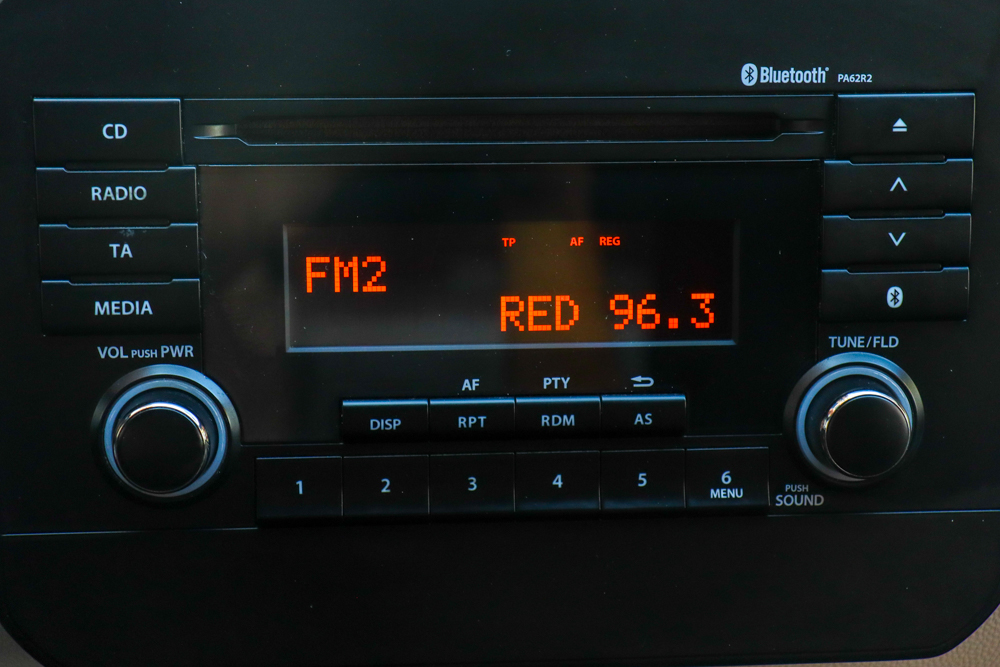 Bluetooth® PA62R2
CD
RADIO
TA
MEDIA
TP AF REG
FM2
RED 96.3
VOL PUSH PWR
TUNE/FLD
AF PTY
DISP RPT RDM AS
1 2 3 4 5 6
MENU
PUSH
SOUND